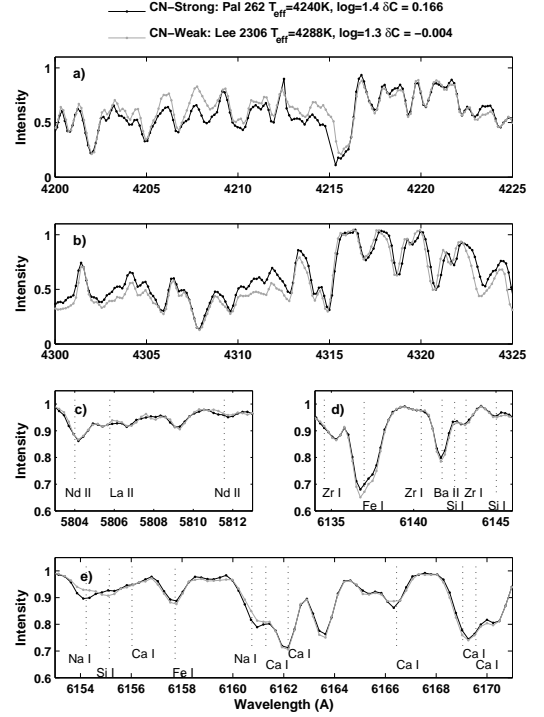 CN-Strong: Pal 262 Teff=4240K, log=1.4 δC = 0.166
CN-Weak: Lee 2306 Teff=4288K, log=1.3 δC = -0.004
a)
Intensity
1
0.5
0
4200 4205 4210 4215 4220 4225
b)
Intensity
1
0.5
0
4300 4305 4310 4315 4320 4325
c)
Intensity
1
0.9
0.8
0.7
0.6
Nd II La II Nd II
5804 5806 5808 5810 5812
d)
Intensity
1
0.9
0.8
0.7
0.6
Zr I Zr I Ba II Zr I
Fe I Si I Si I
6135 6140 6145
e)
Intensity
1
0.9
0.8
0.7
0.6
Na I Ca I Na I Ca I Ca I
Si I Fe I Ca I Ca I Ca I
6154 6156 6158 6160 6162 6164 6166 6168 6170
Wavelength (A)